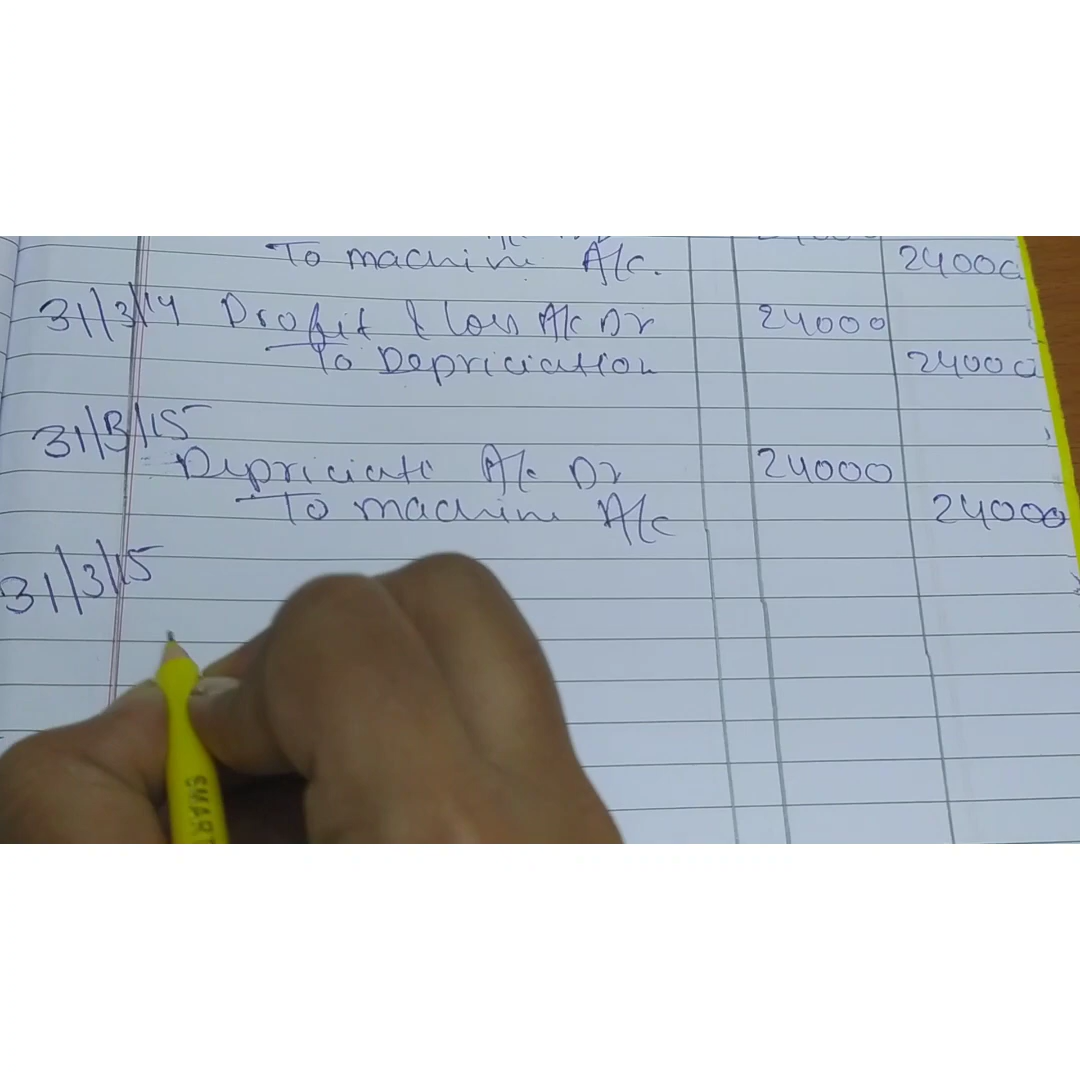 To machine A/c. 24000
31/3/14 Profit & Loss A/c Dr 24000
To Depriciation 24000
31/3/15
Depriciate A/c Dr 24000
To machine A/c 24000
31/3/15
SMART